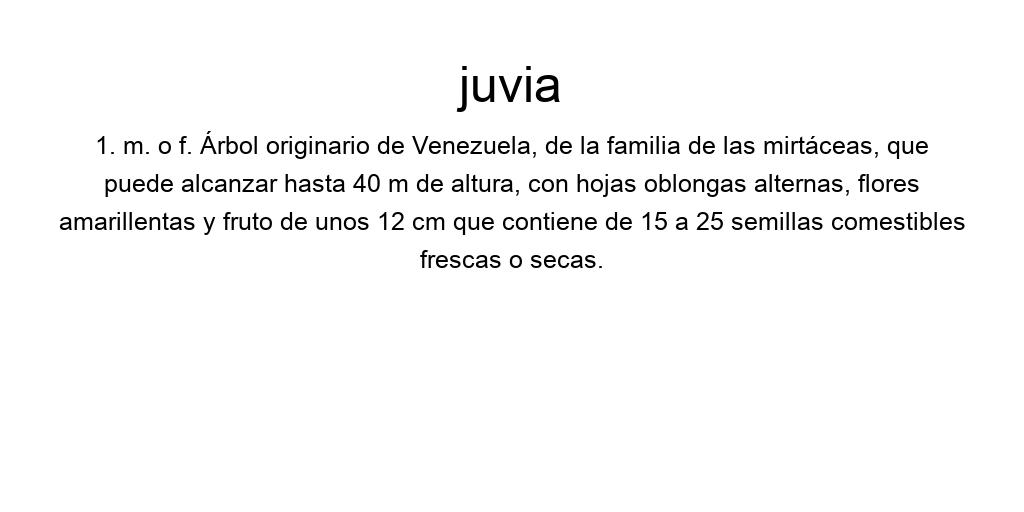 juvia
1. m. o f. Árbol originario de Venezuela, de la familia de las mirtáceas, que
puede alcanzar hasta 40 m de altura, con hojas oblongas alternas, flores
amarillentas y fruto de unos 12 cm que contiene de 15 a 25 semillas comestibles
frescas o secas.